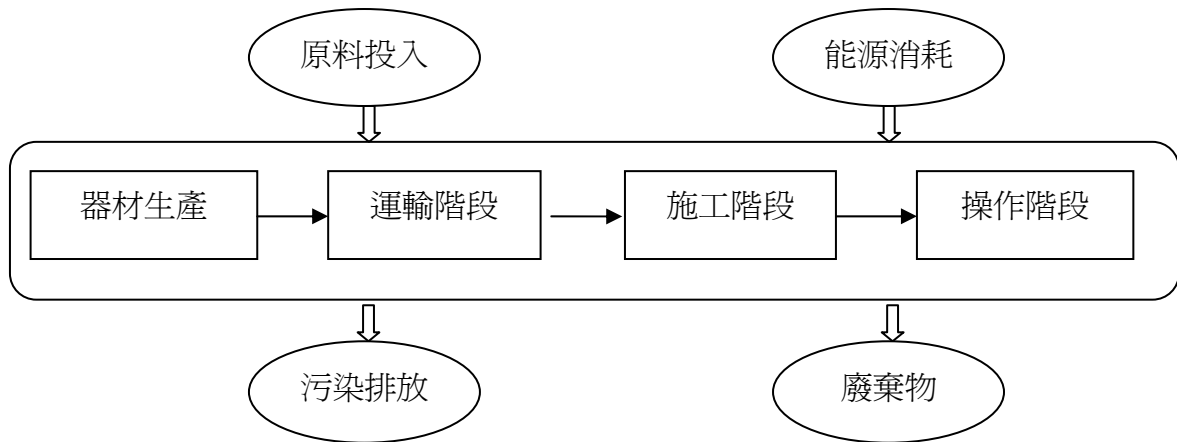 原料投入
能源消耗
器材生產
運輸階段
施工階段
操作階段
污染排放
廢棄物